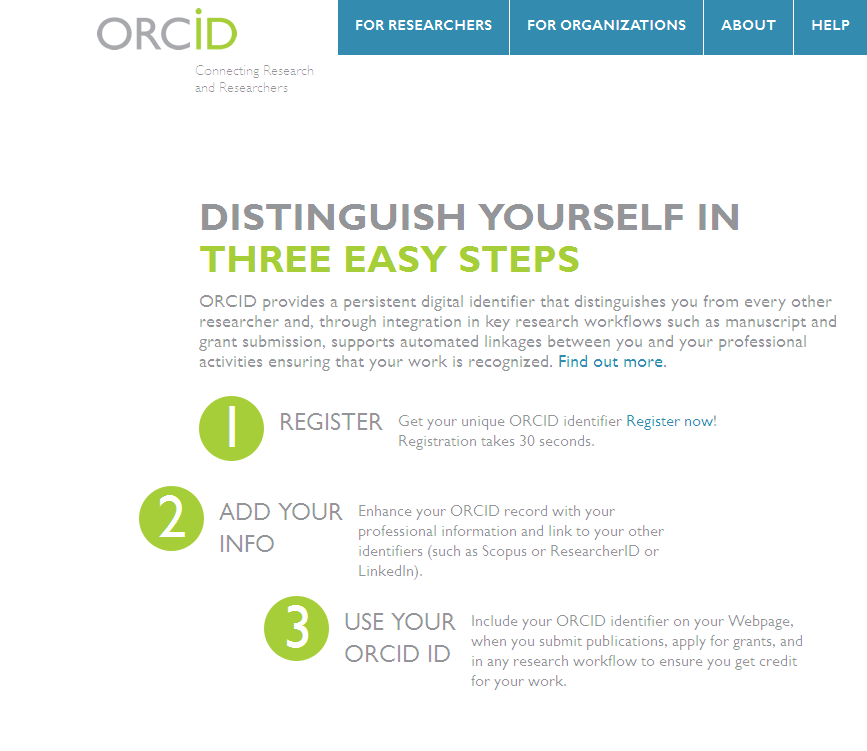 ORCiD
Connecting Research
and Researchers
FOR RESEARCHERS
FOR ORGANIZATIONS
ABOUT
HELP
DISTINGUISH YOURSELF IN
THREE EASY STEPS
ORCID provides a persistent digital identifier that distinguishes you from every other
researcher and, through integration in key research workflows such as manuscript and
grant submission, supports automated linkages between you and your professional
activities ensuring that your work is recognized. Find out more.
1
REGISTER
Get your unique ORCID identifier Register now!
Registration takes 30 seconds.
2
ADD YOUR
INFO
Enhance your ORCID record with your
professional information and link to your other
identifiers (such as Scopus or ResearcherID or
LinkedIn).
3
USE YOUR
ORCID ID
Include your ORCID identifier on your Webpage,
when you submit publications, apply for grants, and
in any research workflow to ensure you get credit
for your work.